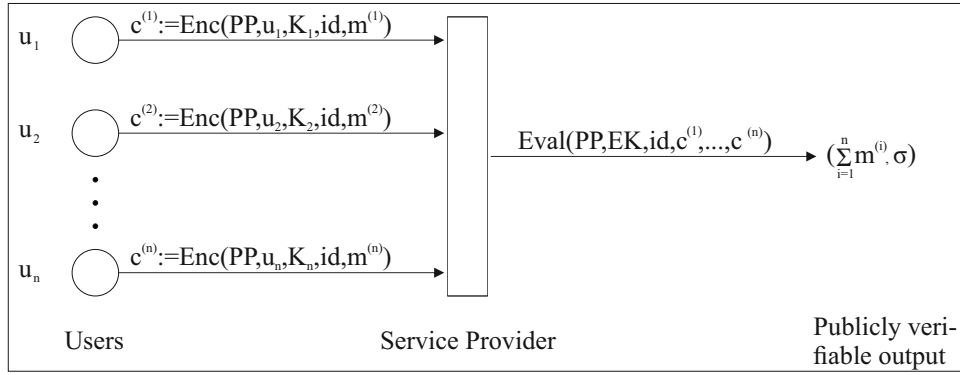 u₁ c⁽¹⁾:=Enc(PP,u₁,K₁,id,m⁽¹⁾)
u₂ c⁽²⁾:=Enc(PP,u₂,K₂,id,m⁽²⁾)
Eval(PP,EK,id,c⁽¹⁾,...,c⁽ⁿ⁾) (∑ᵢ₌₁ⁿ m⁽ⁱ⁾, σ)
uₙ c⁽ⁿ⁾:=Enc(PP,uₙ,Kₙ,id,m⁽ⁿ⁾)
Users Service Provider
Publicly veri-
fiable output